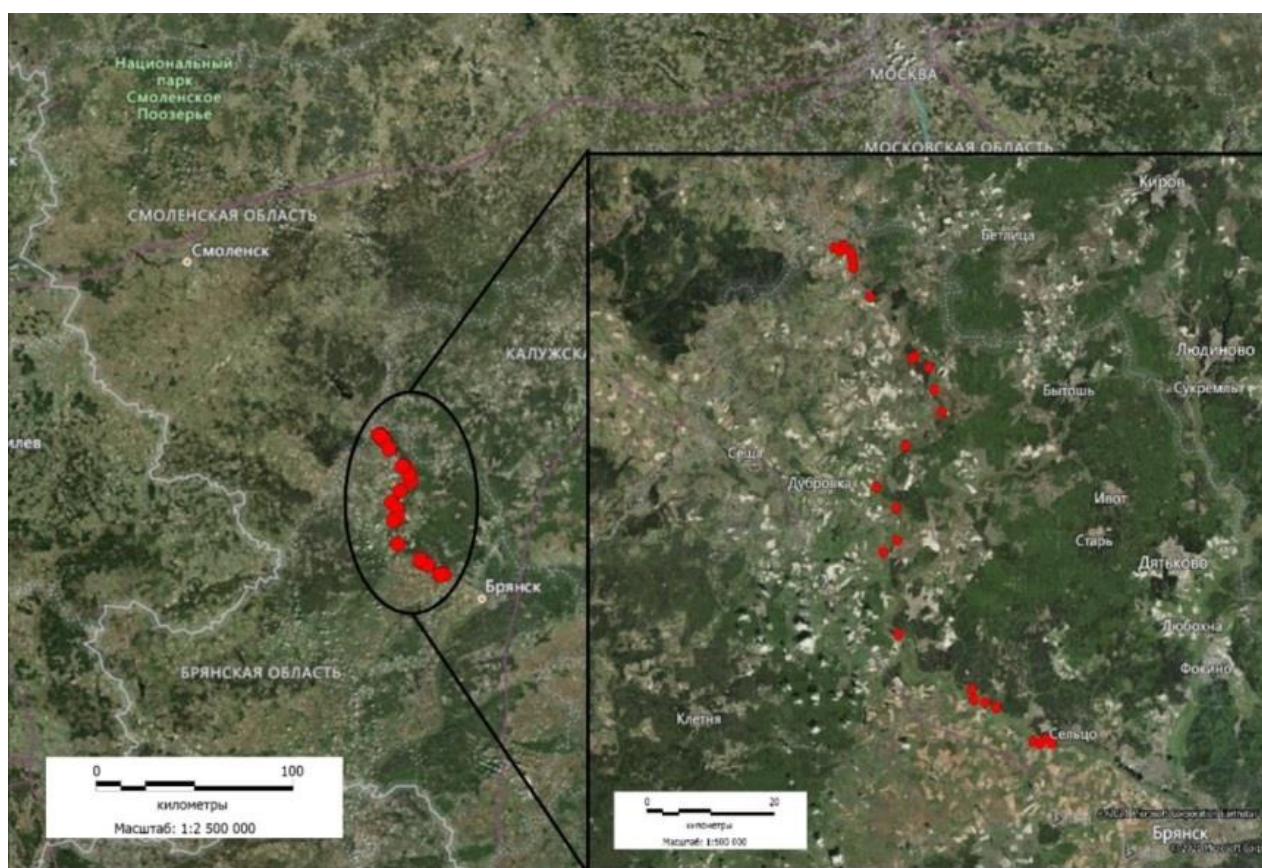 Национальный
парк
Смоленское
Поозерье
МОСКВА
МОСКОВСКАЯ ОБЛАСТЬ
СМОЛЕНСКАЯ ОБЛАСТЬ
Смоленск
КАЛУЖСКА
илев
Брянск
БРЯНСКАЯ ОБЛАСТЬ
0 100
километры
Масштаб: 1:2 500 000
Киров
Бетлица
Людиново
Бытошь
Сукремль
Сеща
Дубровка
Ивот
Старь
Дятьково
Любохна
Фокино
Клетня
Сельцо
0 20
километры
Масштаб: 1:500 000
Брянск